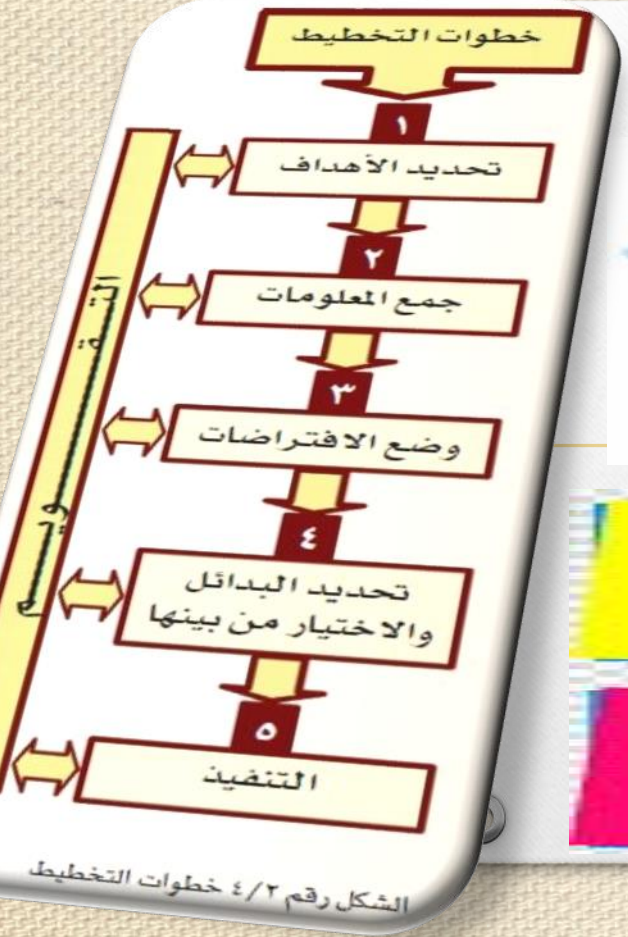 خطوات التخطيط
١
تحديد الأهداف
٢
جمع المعلومات
٣
وضع الافتراضات
٤
تحديد البدائل
والاختيار من بينها
٥
التنفيذ
التـقـــــويـــم
الشكل رقم ٤/٢ خطوات التخطيط